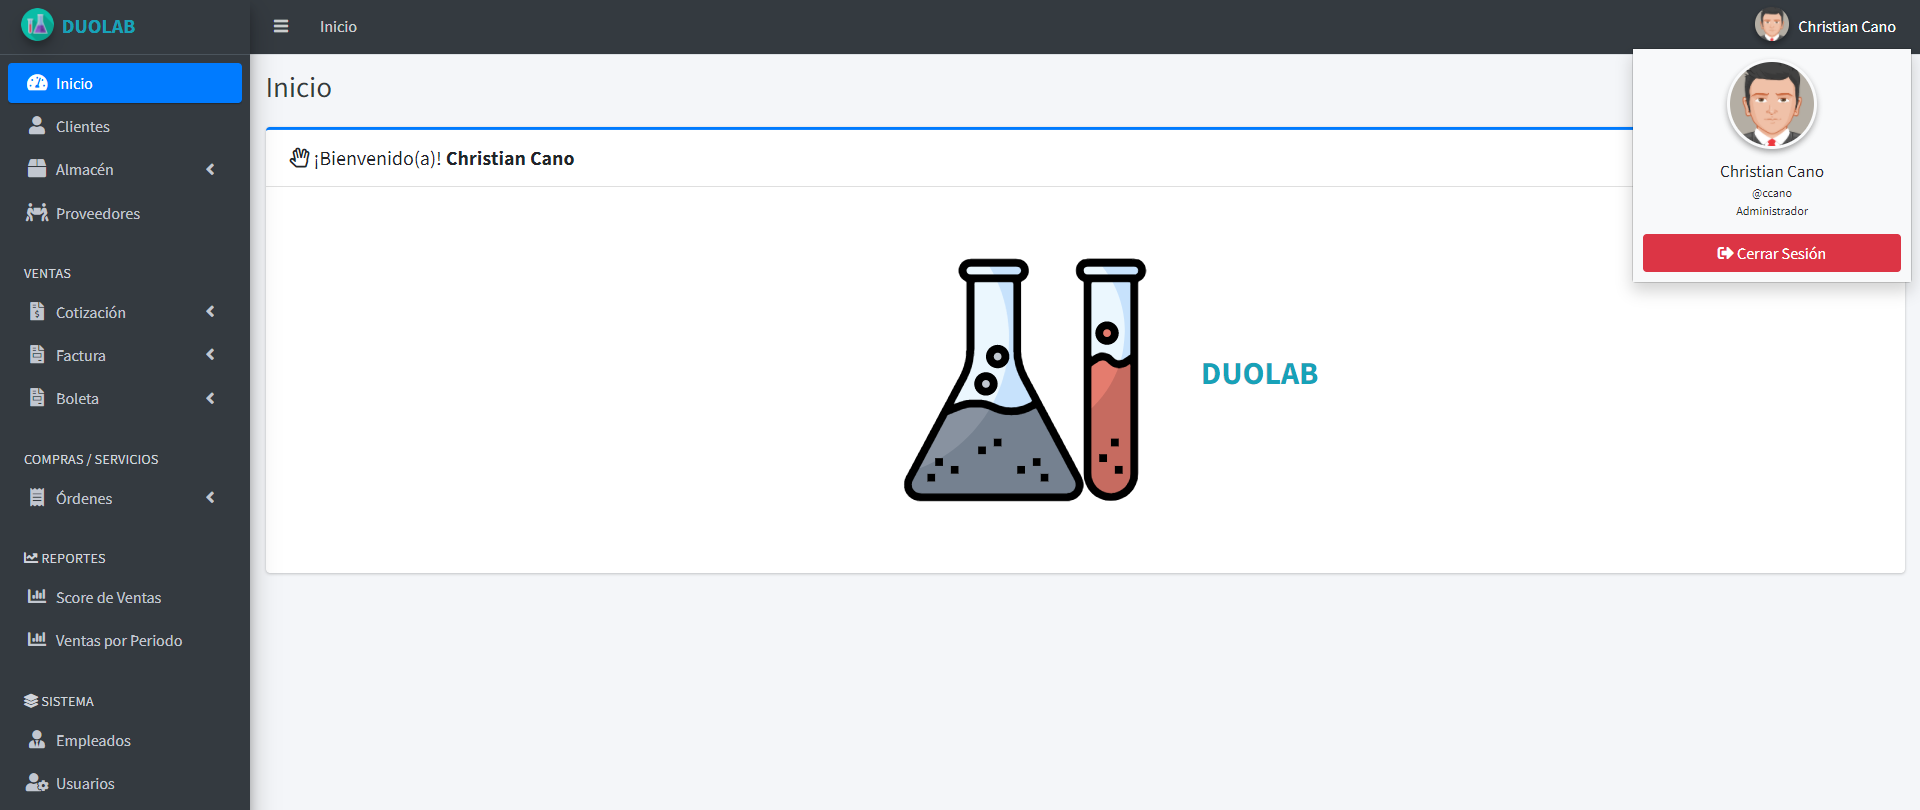 DUOLAB
Inicio
Clientes
Almacén
Proveedores
VENTAS
Cotización
Factura
Boleta
COMPRAS / SERVICIOS
Órdenes
REPORTES
Score de Ventas
Ventas por Periodo
SISTEMA
Empleados
Usuarios
Inicio
Christian Cano
Inicio
¡Bienvenido(a)! Christian Cano
DUOLAB
Christian Cano
@ccano
Administrador
Cerrar Sesión